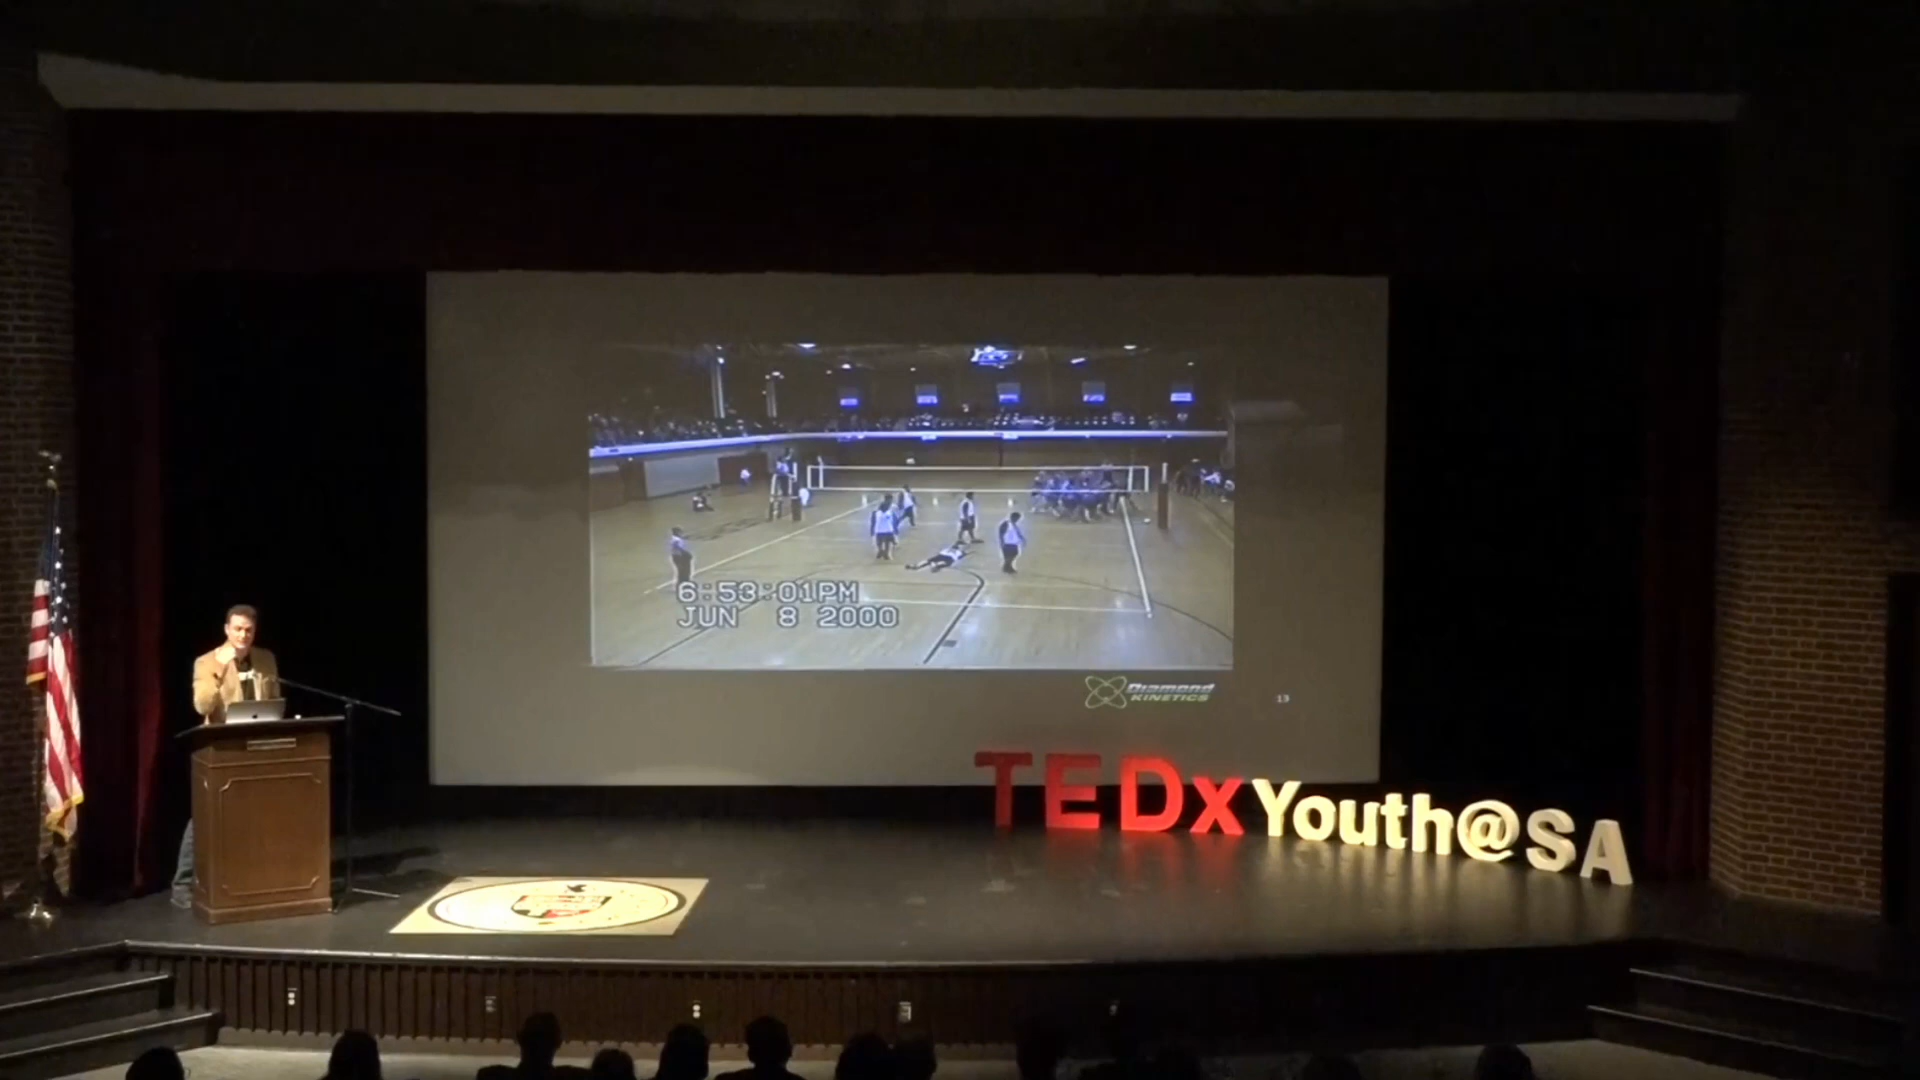 6:53:01PM
JUN 8 2000
Diamond
KINETICS
13
TEDxYouth@SA